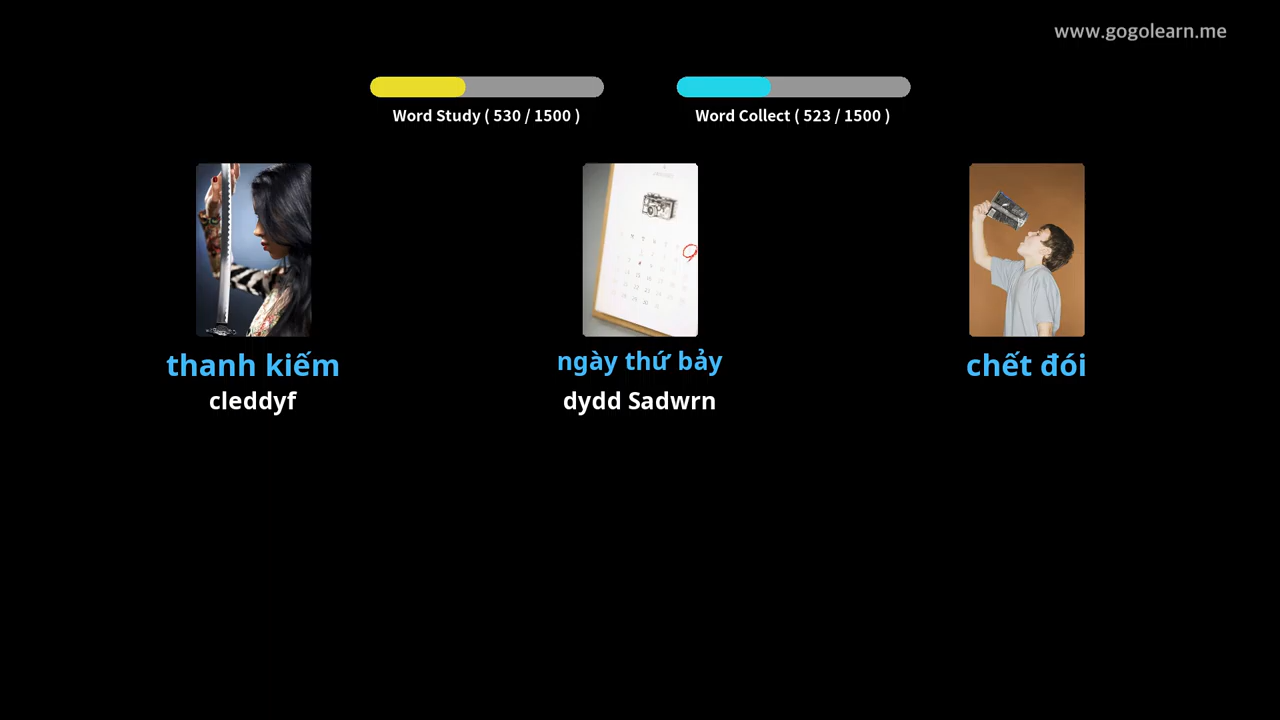 www.gogolearn.me
Word Study ( 530 / 1500 )
Word Collect ( 523 / 1500 )
thanh kiếm
ngày thứ bảy
chết đói
cleddyf
dydd Sadwrn